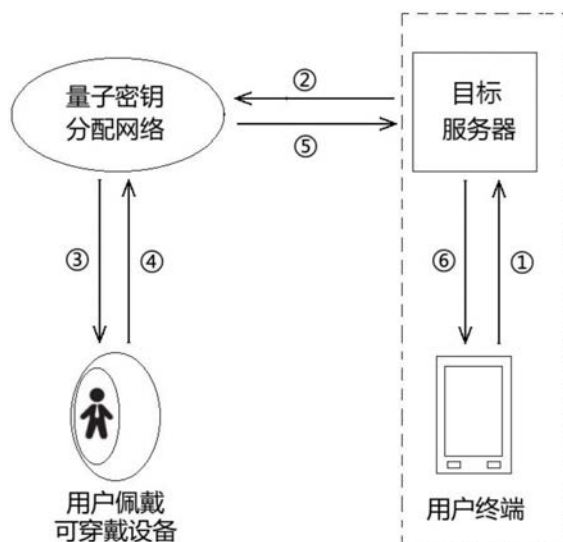 量子密钥
分配网络
②
⑤
目标
服务器
③
④
⑥
①
用户佩戴
可穿戴设备
用户终端